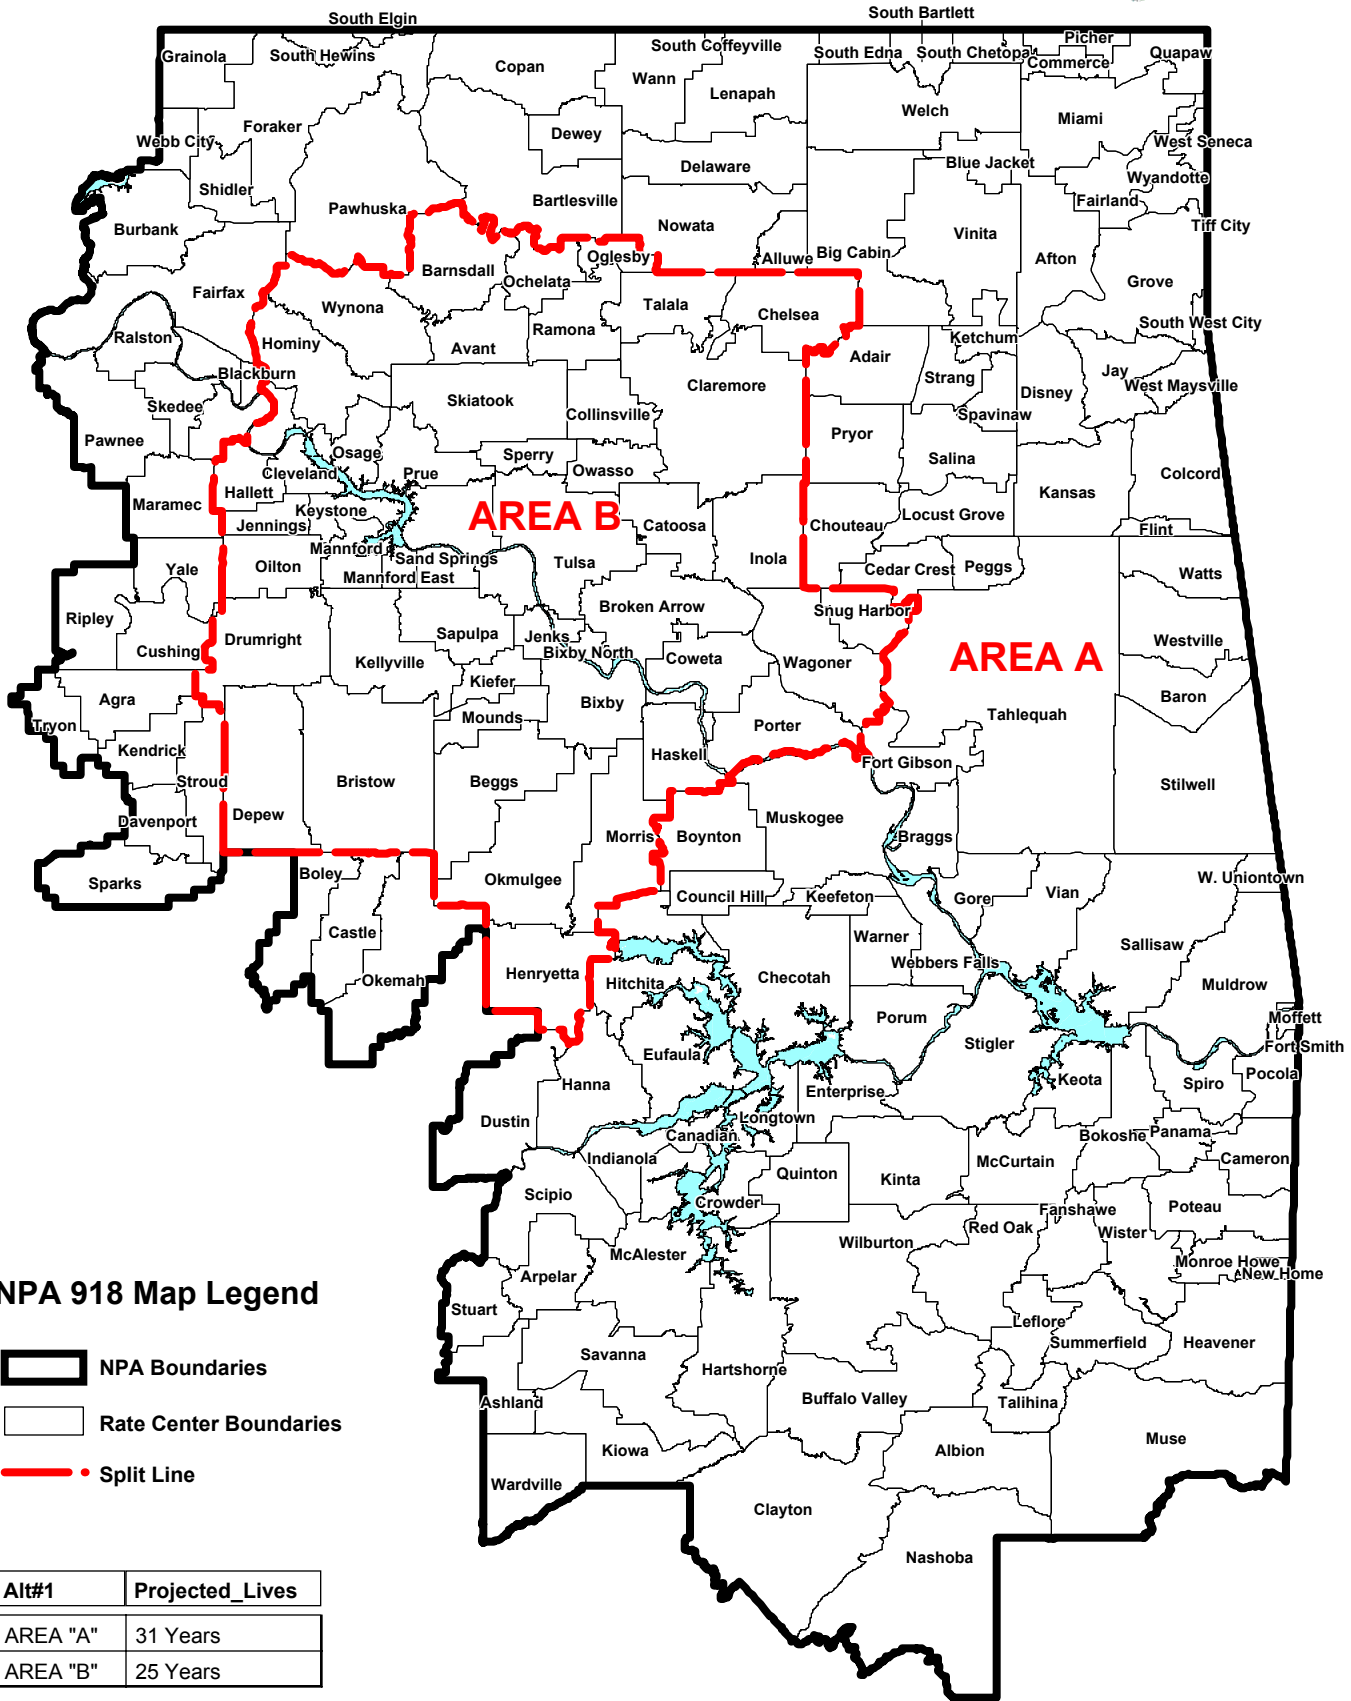 South Elgin
South Bartlett
Grainola
South Hewins
Copan
South Coffeyville
Wann
Lenapah
South Edna
South Chetopa
Picher
Commerce
Quapaw
Welch
Miami
Webb City
Foraker
Dewey
Delaware
Blue Jacket
West Seneca
Wyandotte
Shidler
Pawhuska
Bartlesville
Fairland
Burbank
Nowata
Vinita
Tiff City
Barnsdall
Oglesby
Alluwe
Big Cabin
Afton
Ochelata
Grove
Fairfax
Wynona
Talala
Chelsea
Ralston
Hominy
Avant
Ramona
Ketchum
South West City
Adair
Blackburn
Claremore
Strang
Disney
Jay
West Maysville
Skedee
Skiatook
Collinsville
Spavinaw
Pawnee
Osage
Sperry
Pryor
Salina
Cleveland
Prue
Owasso
Colcord
Maramec
Hallett
Keystone
AREA B
Catoosa
Chouteau
Locust Grove
Kansas
Jennings
Flint
Mannford
Sand Springs
Tulsa
Inola
Yale
Oilton
Mannford East
Cedar Crest
Peggs
Watts
Ripley
Broken Arrow
Snug Harbor
Drumright
Sapulpa
Jenks
Westville
Cushing
Kellyville
Bixby North
Coweta
Wagoner
AREA A
Kiefer
Agra
Bixby
Baron
Tryon
Mounds
Porter
Tahlequah
Kendrick
Haskell
Fort Gibson
Stroud
Bristow
Beggs
Stilwell
Davenport
Depew
Morris
Boynton
Muskogee
Braggs
Sparks
Boley
Okmulgee
W. Uniontown
Council Hill
Keefeton
Gore
Vian
Castle
Warner
Sallisaw
Henryetta
Webbers Falls
Okemah
Hitchita
Checotah
Muldrow
Porum
Moffett
Eufaula
Stigler
Fort Smith
Hanna
Enterprise
Keota
Spiro
Pocola
Dustin
Longtown
Canadian
Bokoshe
Panama
Indianola
Quinton
Kinta
McCurtain
Cameron
Scipio
Crowder
Fanshawe
Poteau
Red Oak
Wister
McAlester
Wilburton
Monroe
Howe
New Home
Arpelar
Stuart
Leflore
Summerfield
Heavener
Savanna
Hartshorne
Buffalo Valley
Talihina
Ashland
Kiowa
Albion
Muse
Wardville
Clayton
Nashoba
NPA 918 Map Legend
NPA Boundaries
Rate Center Boundaries
Split Line
Alt#1 Projected_Lives
AREA "A" 31 Years
AREA "B" 25 Years